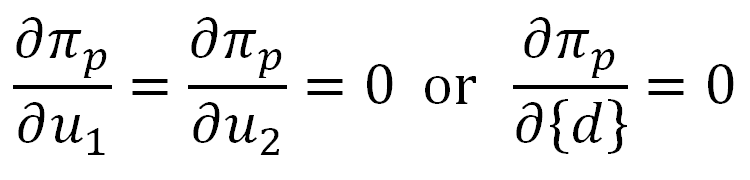 ∂π_p/∂u_1 = ∂π_p/∂u_2 = 0 or ∂π_p/∂{d} = 0